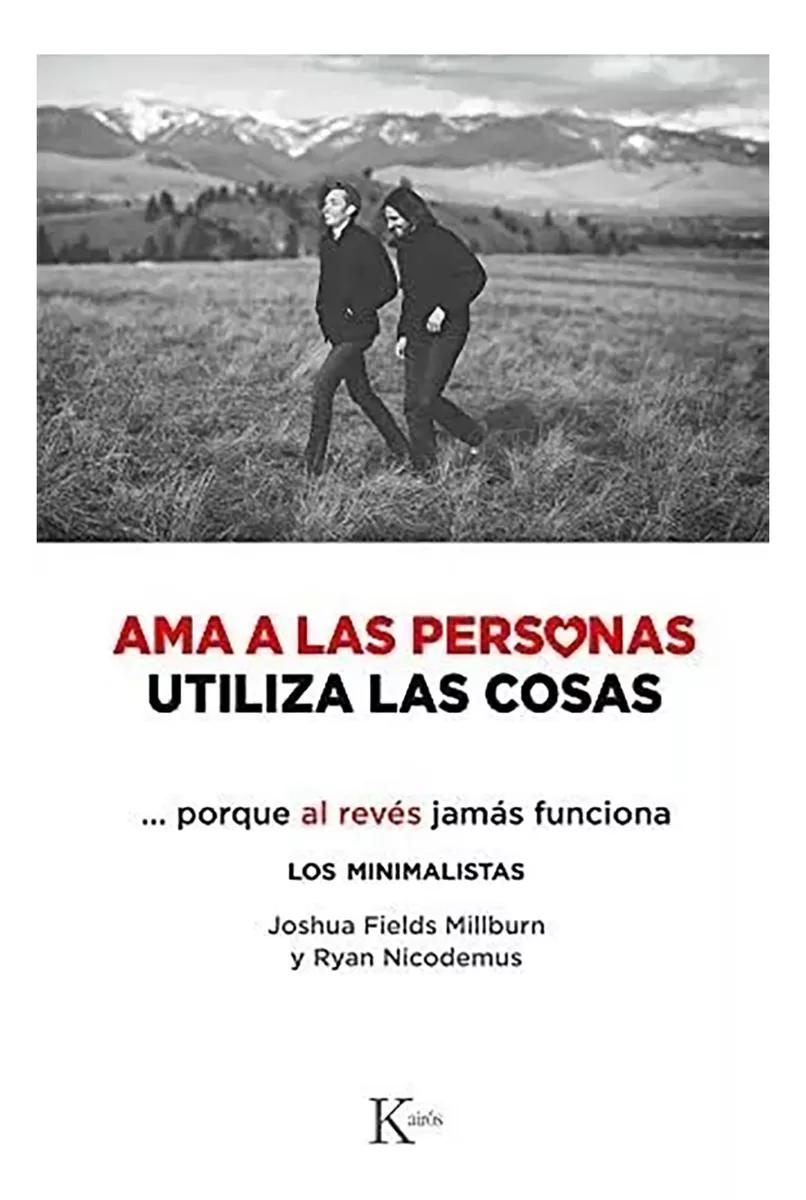 AMA A LAS PERSONAS
UTILIZA LAS COSAS
... porque al revés jamás funciona
LOS MINIMALISTAS
Joshua Fields Millburn
y Ryan Nicodemus
Kairós